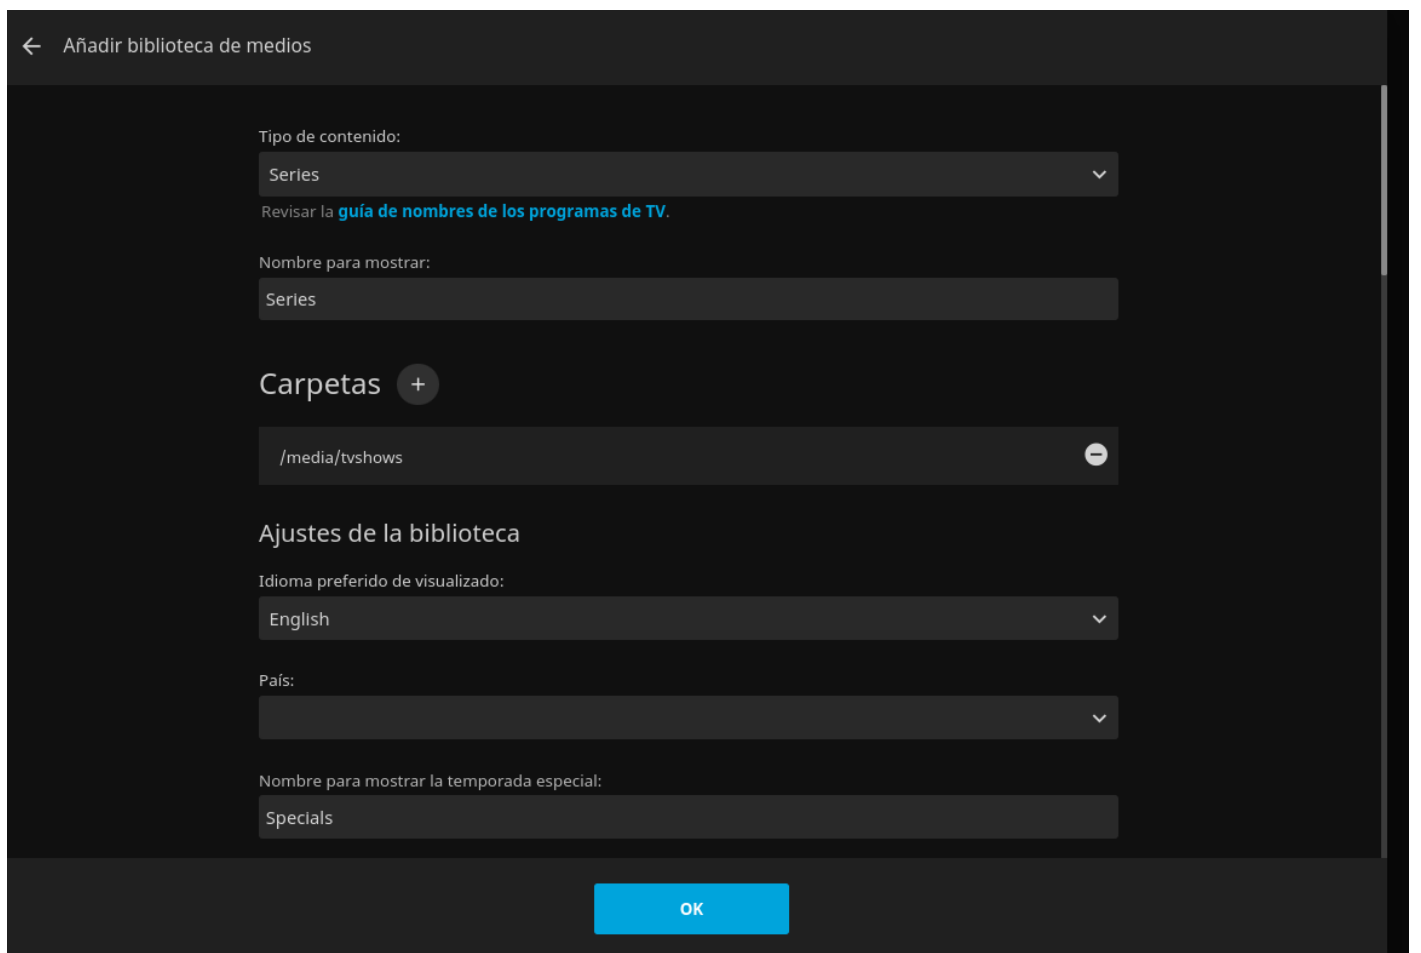 Añadir biblioteca de medios
Tipo de contenido:
Series
Revisar la guía de nombres de los programas de TV.
Nombre para mostrar:
Series
Carpetas +
/media/tvshows
Ajustes de la biblioteca
Idioma preferido de visualizado:
English
País:
Nombre para mostrar la temporada especial:
Specials
OK